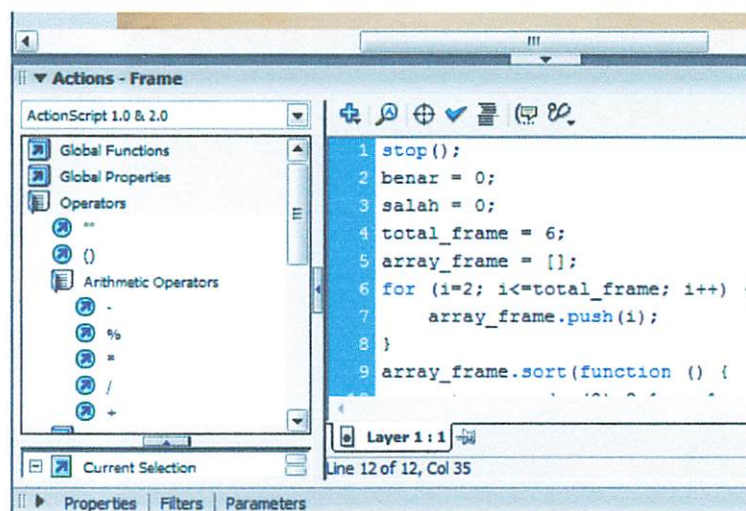 Actions - Frame
ActionScript 1.0 & 2.0
Global Functions
Global Properties
Operators
""
()
Arithmetic Operators
-
%
*
/
+
Current Selection
1 stop();
2 benar = 0;
3 salah = 0;
4 total_frame = 6;
5 array_frame = [];
6 for (i=2; i<=total_frame; i++) {
7 array_frame.push(i);
8 }
9 array_frame.sort(function () {
Layer 1 : 1
Line 12 of 12, Col 35
Properties | Filters | Parameters